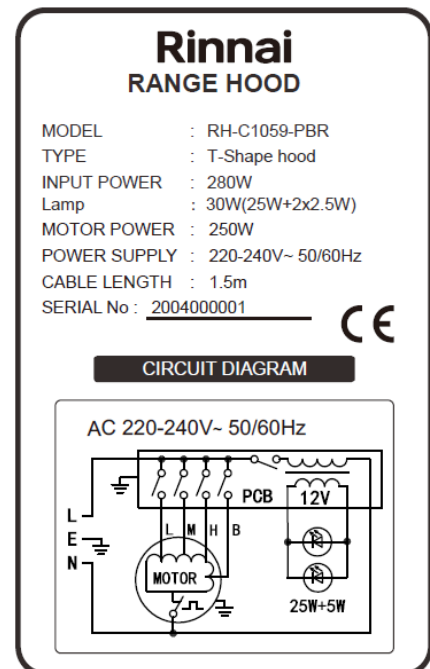 Rinnai
RANGE HOOD
MODEL : RH-C1059-PBR
TYPE : T-Shape hood
INPUT POWER : 280W
Lamp : 30W(25W+2x2.5W)
MOTOR POWER : 250W
POWER SUPPLY : 220-240V~ 50/60Hz
CABLE LENGTH : 1.5m
SERIAL No : 2004000001
CE
CIRCUIT DIAGRAM
AC 220-240V~ 50/60Hz
PCB 12V
L
E
N
L M H B
MOTOR
25W+5W